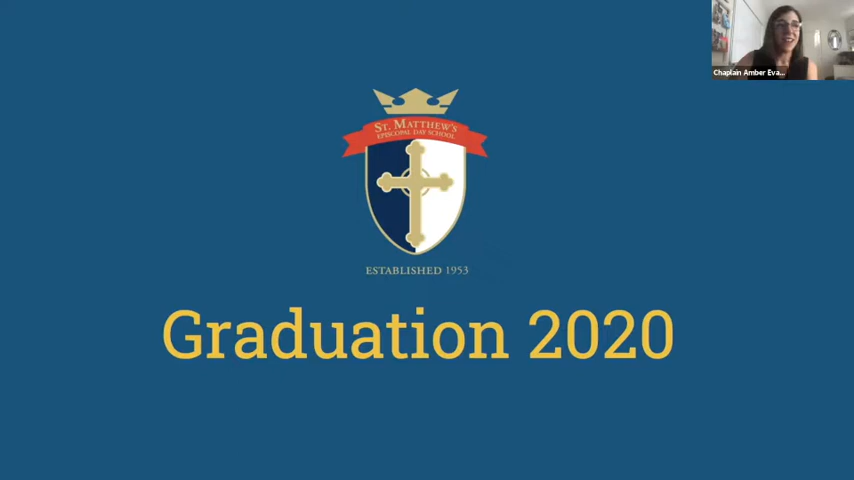 Chaplain Amber Eva...
ST. MATTHEW'S
EPISCOPAL DAY SCHOOL
ESTABLISHED 1953
Graduation 2020